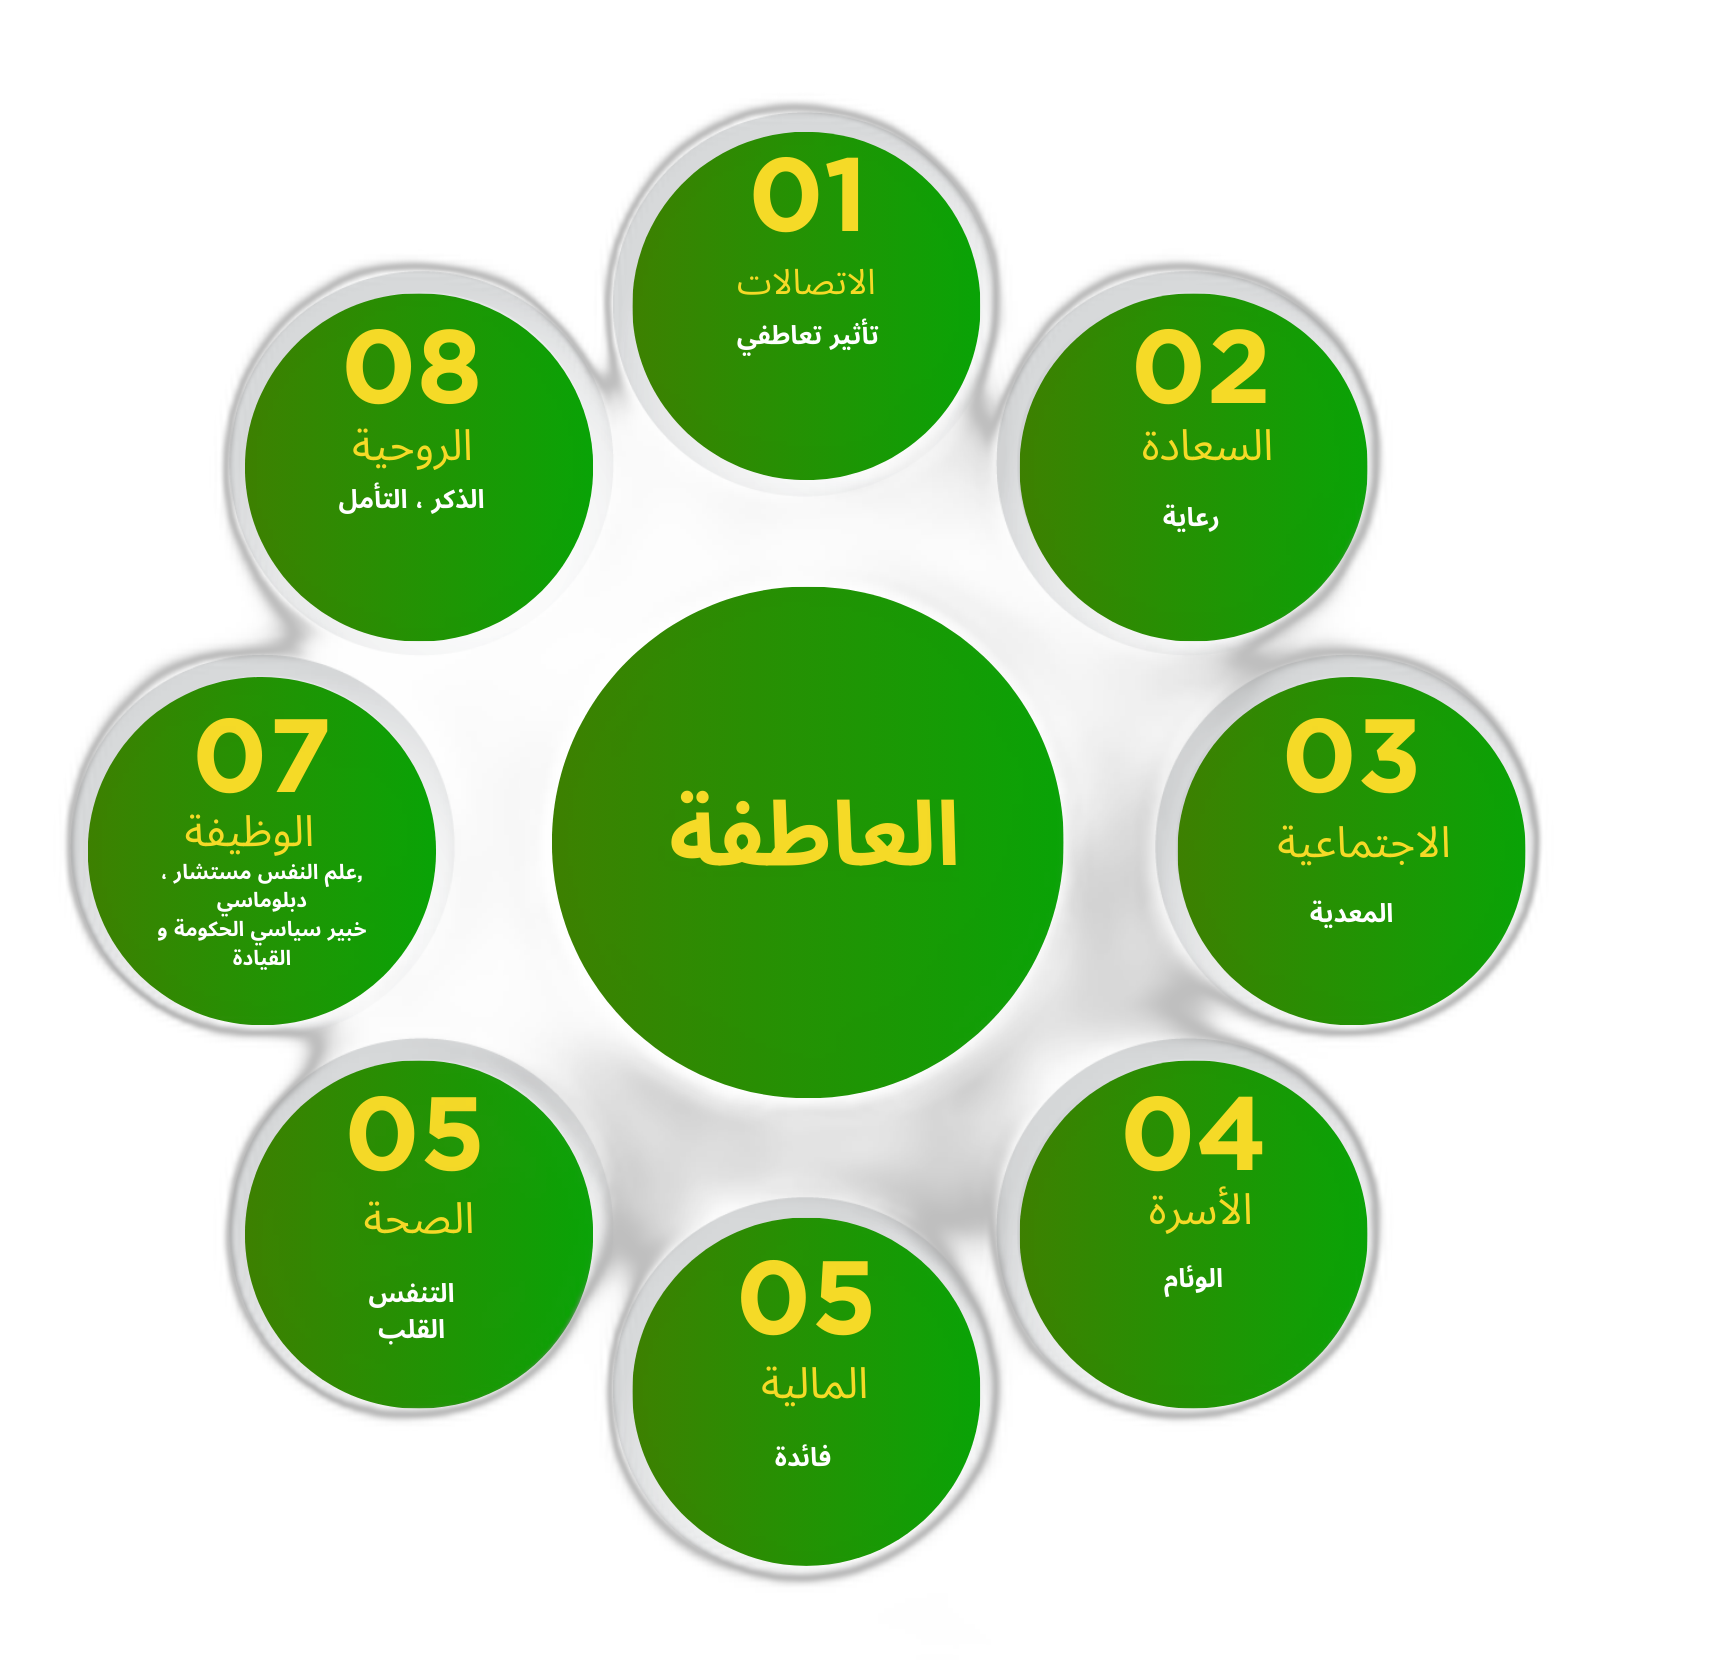 01
الاتصالات
تأثير تعاطفي
02
السعادة
رعاية
03
الاجتماعية
المعدية
04
الأسرة
الوئام
05
المالية
فائدة
05
الصحة
التنفس
القلب
07
الوظيفة
,علم النفس مستشار ،
دبلوماسي
خبير سياسي الحكومة و
القيادة
08
الروحية
الذكر ، التأمل
العاطفة